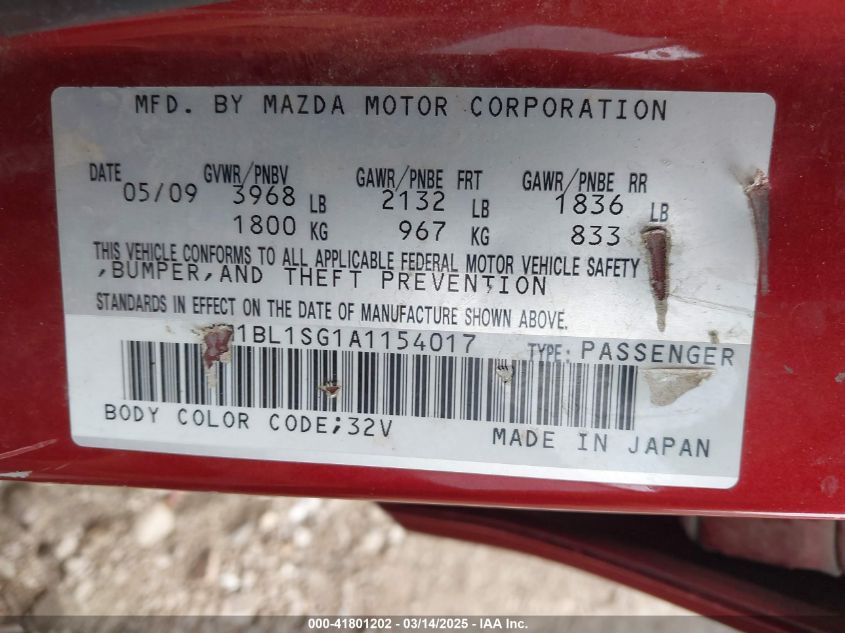 MFD. BY MAZDA MOTOR CORPORATION
DATE GVWR/PNBV GAWR/PNBE FRT GAWR/PNBE RR
05/09 3968 LB 2132 LB 1836 LB
1800 KG 967 KG 833
THIS VEHICLE CONFORMS TO ALL APPLICABLE FEDERAL MOTOR VEHICLE SAFETY
,BUMPER,AND THEFT PREVENTION
STANDARDS IN EFFECT ON THE DATE OF MANUFACTURE SHOWN ABOVE.
1BL1SG1A1154017 TYPE: PASSENGER
BODY COLOR CODE;32V
MADE IN JAPAN
000-41801202 - 03/14/2025 - IAA Inc.